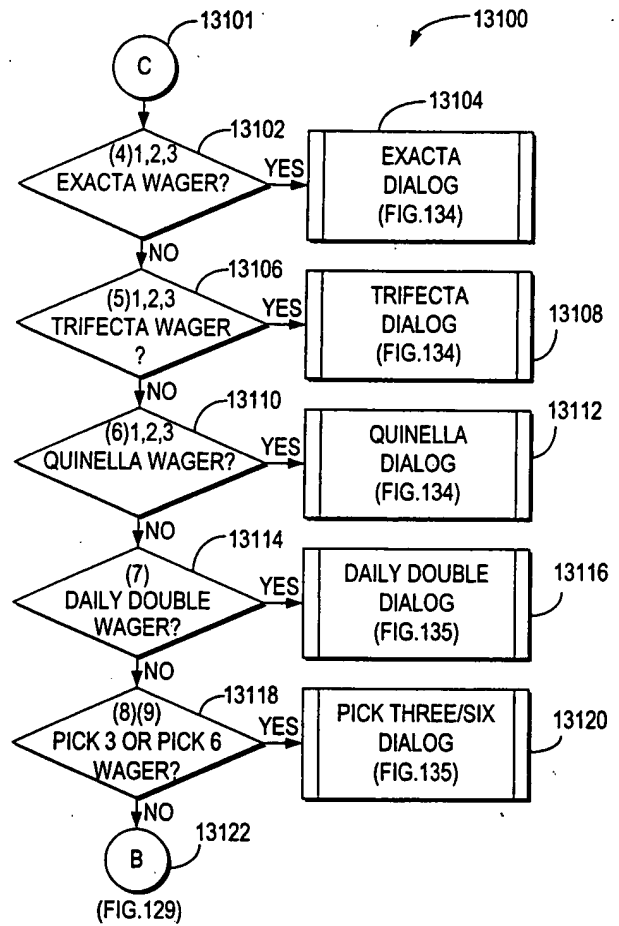 13101
13100
C
13102
13104
(4)1,2,3
EXACTA WAGER?
YES
EXACTA
DIALOG
(FIG.134)
NO
13106
(5)1,2,3
TRIFECTA WAGER
?
YES
TRIFECTA
DIALOG
(FIG.134)
13108
NO
13110
(6)1,2,3
QUINELLA WAGER?
YES
QUINELLA
DIALOG
(FIG.134)
13112
NO
13114
(7)
DAILY DOUBLE
WAGER?
YES
DAILY DOUBLE
DIALOG
(FIG.135)
13116
NO
13118
(8)(9)
PICK 3 OR PICK 6
WAGER?
YES
PICK THREE/SIX
DIALOG
(FIG.135)
13120
NO
B
13122
(FIG.129)